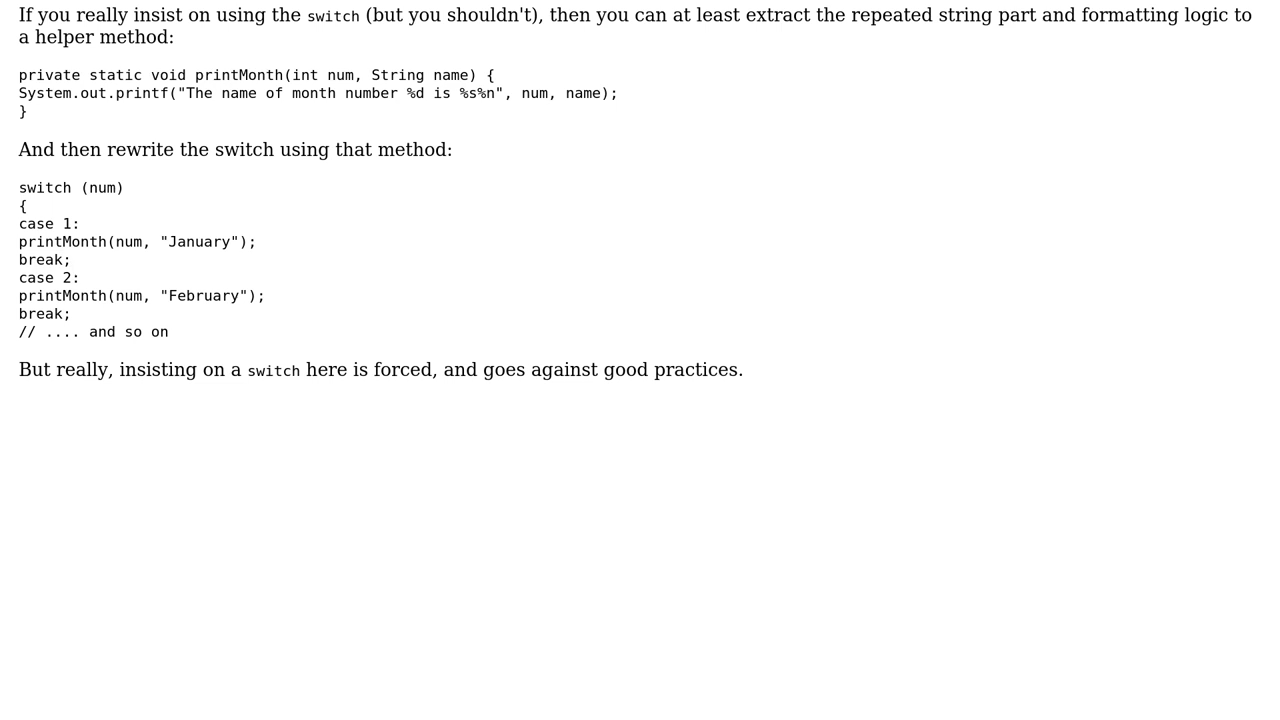 If you really insist on using the switch (but you shouldn't), then you can at least extract the repeated string part and formatting logic to
a helper method:
private static void printMonth(int num, String name) {
System.out.printf("The name of month number %d is %s%n", num, name);
}
And then rewrite the switch using that method:
switch (num)
{
case 1:
printMonth(num, "January");
break;
case 2:
printMonth(num, "February");
break;
// .... and so on
But really, insisting on a switch here is forced, and goes against good practices.